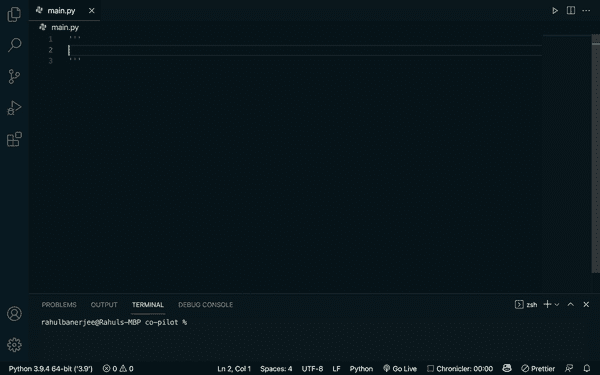 main.py
main.py
1 '''
2
3 '''
PROBLEMS OUTPUT TERMINAL DEBUG CONSOLE zsh
rahulbanerjee@Rahuls-MBP co-pilot %
Python 3.9.4 64-bit ('3.9') 0 0 Ln 2, Col 1 Spaces: 4 UTF-8 LF Python Go Live Chronicler: 00:00 Prettier